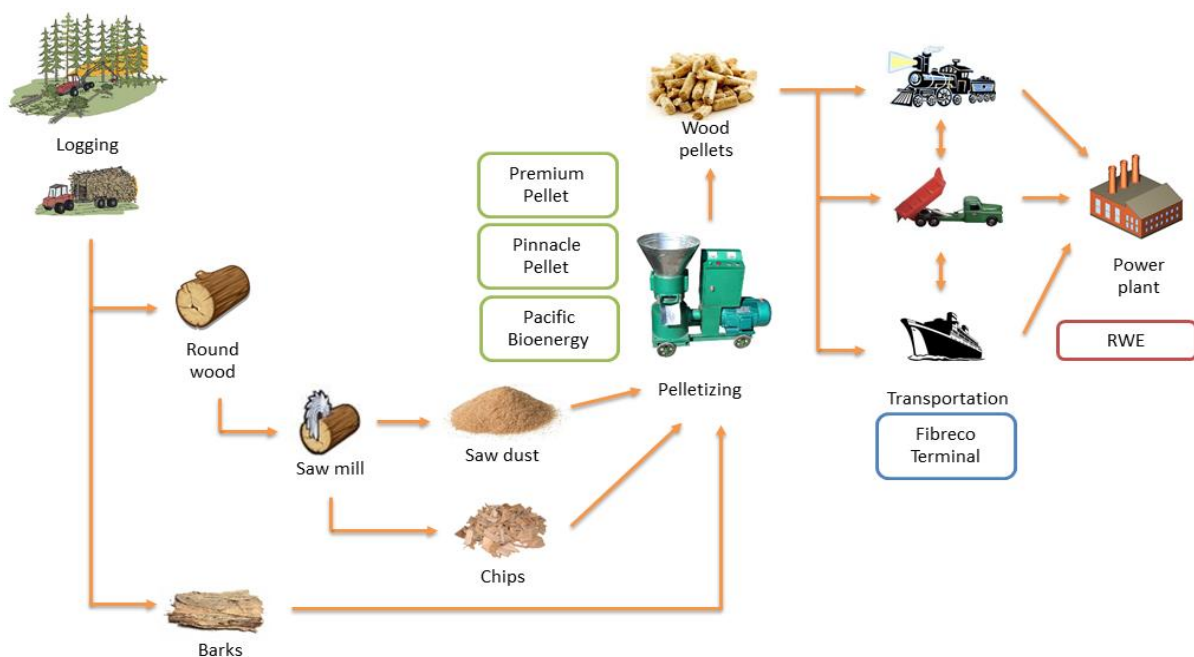 Logging
Round
wood
Saw mill
Saw dust
Chips
Barks
Premium
Pellet
Pinnacle
Pellet
Pacific
Bioenergy
Pelletizing
Wood
pellets
Transportation
Fibreco
Terminal
Power
plant
RWE